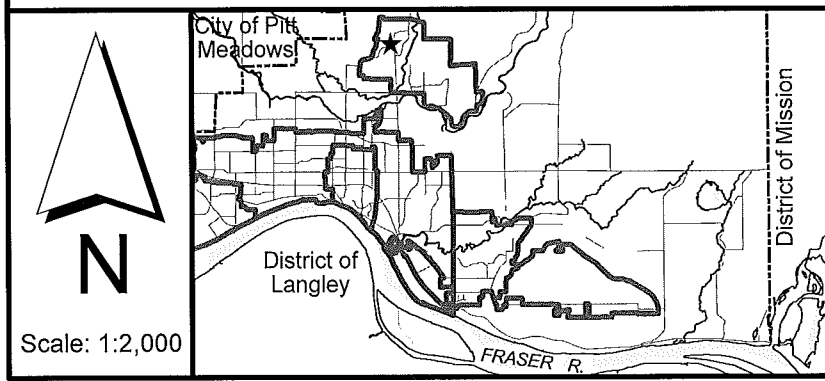 City of Pitt
Meadows
District of Mission
N
District of
Langley
Scale: 1:2,000
FRASER R.